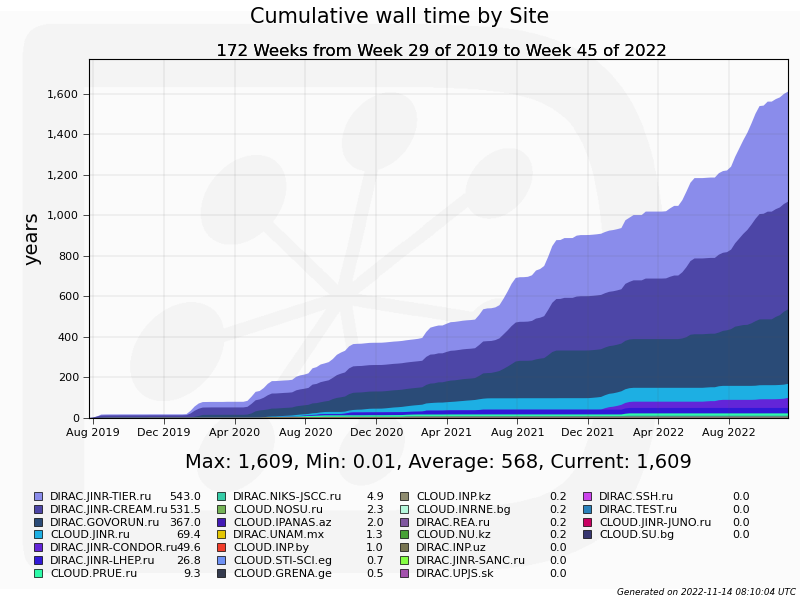 Cumulative wall time by Site
172 Weeks from Week 29 of 2019 to Week 45 of 2022
years
1,600
1,400
1,200
1,000
800
600
400
200
0
Aug 2019 Dec 2019 Apr 2020 Aug 2020 Dec 2020 Apr 2021 Aug 2021 Dec 2021 Apr 2022 Aug 2022
Max: 1,609, Min: 0.01, Average: 568, Current: 1,609
DIRAC.JINR-TIER.ru 543.0 DIRAC.NIKS-JSCC.ru 4.9 CLOUD.INP.kz 0.2 DIRAC.SSH.ru 0.0
DIRAC.JINR-CREAM.ru 531.5 CLOUD.NOSU.ru 2.3 CLOUD.INRNE.bg 0.2 DIRAC.TEST.ru 0.0
DIRAC.GOVORUN.ru 367.0 CLOUD.IPANAS.az 2.0 DIRAC.REA.ru 0.2 CLOUD.JINR-JUNO.ru 0.0
CLOUD.JINR.ru 69.4 DIRAC.UNAM.mx 1.3 CLOUD.NU.kz 0.2 CLOUD.SU.bg 0.0
DIRAC.JINR-CONDOR.ru 49.6 CLOUD.INP.by 1.0 DIRAC.INP.uz 0.0
DIRAC.JINR-LHEP.ru 26.8 CLOUD.STI-SCI.eg 0.7 DIRAC.JINR-SANC.ru 0.0
CLOUD.PRUE.ru 9.3 CLOUD.GRENA.ge 0.5 DIRAC.UPJS.sk 0.0
Generated on 2022-11-14 08:10:04 UTC